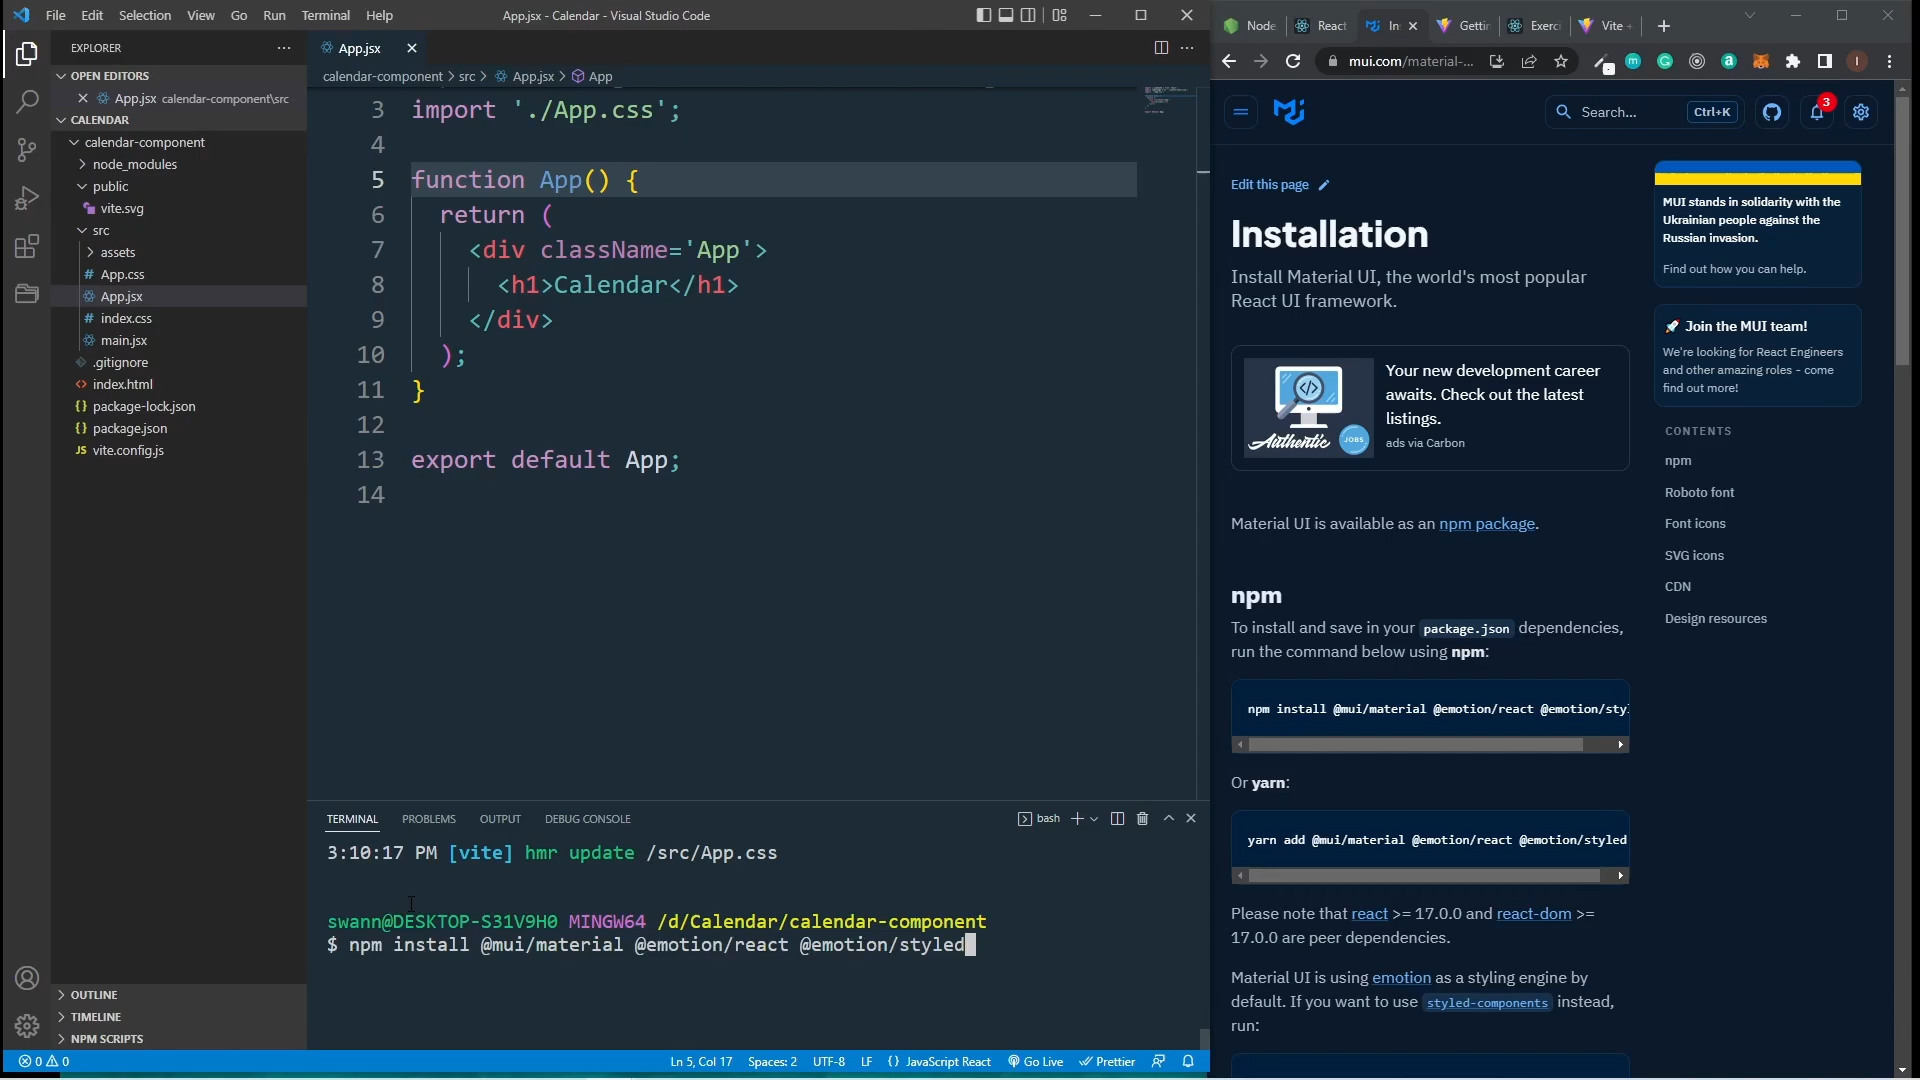 File Edit Selection View Go Run Terminal Help
App.jsx - Calendar - Visual Studio Code
EXPLORER
OPEN EDITORS
App.jsx calendar-component\src
CALENDAR
calendar-component
node_modules
public
vite.svg
src
assets
# App.css
App.jsx
# index.css
main.jsx
.gitignore
<> index.html
{} package-lock.json
{} package.json
JS vite.config.js
OUTLINE
TIMELINE
NPM SCRIPTS
App.jsx
calendar-component > src > App.jsx > App
3 import './App.css';
4
5 function App() {
6 return (
7 <div className='App'>
8 <h1>Calendar</h1>
9 </div>
10 );
11 }
12
13 export default App;
14
TERMINAL PROBLEMS OUTPUT DEBUG CONSOLE
bash
3:10:17 PM [vite] hmr update /src/App.css
swann@DESKTOP-S31V9H0 MINGW64 /d/Calendar/calendar-component
$ npm install @mui/material @emotion/react @emotion/styled
0 0
Ln 5, Col 17 Spaces: 2 UTF-8 LF {} JavaScript React Go Live Prettier
Node React In Gettin Exerci Vite +
mui.com/material-...
Search... Ctrl+K
3
Edit this page
Installation
Install Material UI, the world's most popular
React UI framework.
Authentic
JOBS
Your new development career
awaits. Check out the latest
listings.
ads via Carbon
Material UI is available as an npm package.
npm
To install and save in your package.json dependencies,
run the command below using npm:
npm install @mui/material @emotion/react @emotion/sty
Or yarn:
yarn add @mui/material @emotion/react @emotion/styled
Please note that react >= 17.0.0 and react-dom >=
17.0.0 are peer dependencies.
Material UI is using emotion as a styling engine by
default. If you want to use styled-components instead,
run:
MUI stands in solidarity with the
Ukrainian people against the
Russian invasion.
Find out how you can help.
🚀 Join the MUI team!
We're looking for React Engineers
and other amazing roles - come
find out more!
CONTENTS
npm
Roboto font
Font icons
SVG icons
CDN
Design resources